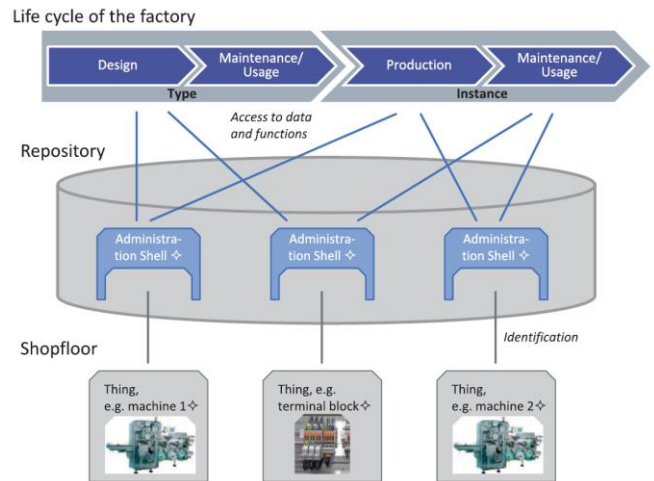 Life cycle of the factory
Design
Maintenance/
Usage
Production
Maintenance/
Usage
Type
Instance
Access to data
and functions
Repository
Administra-
tion Shell ✧
Administra-
tion Shell ✧
Administra-
tion Shell ✧
Identification
Shopfloor
Thing,
e.g. machine 1✧
Thing, e.g.
terminal block✧
Thing,
e.g. machine 2✧